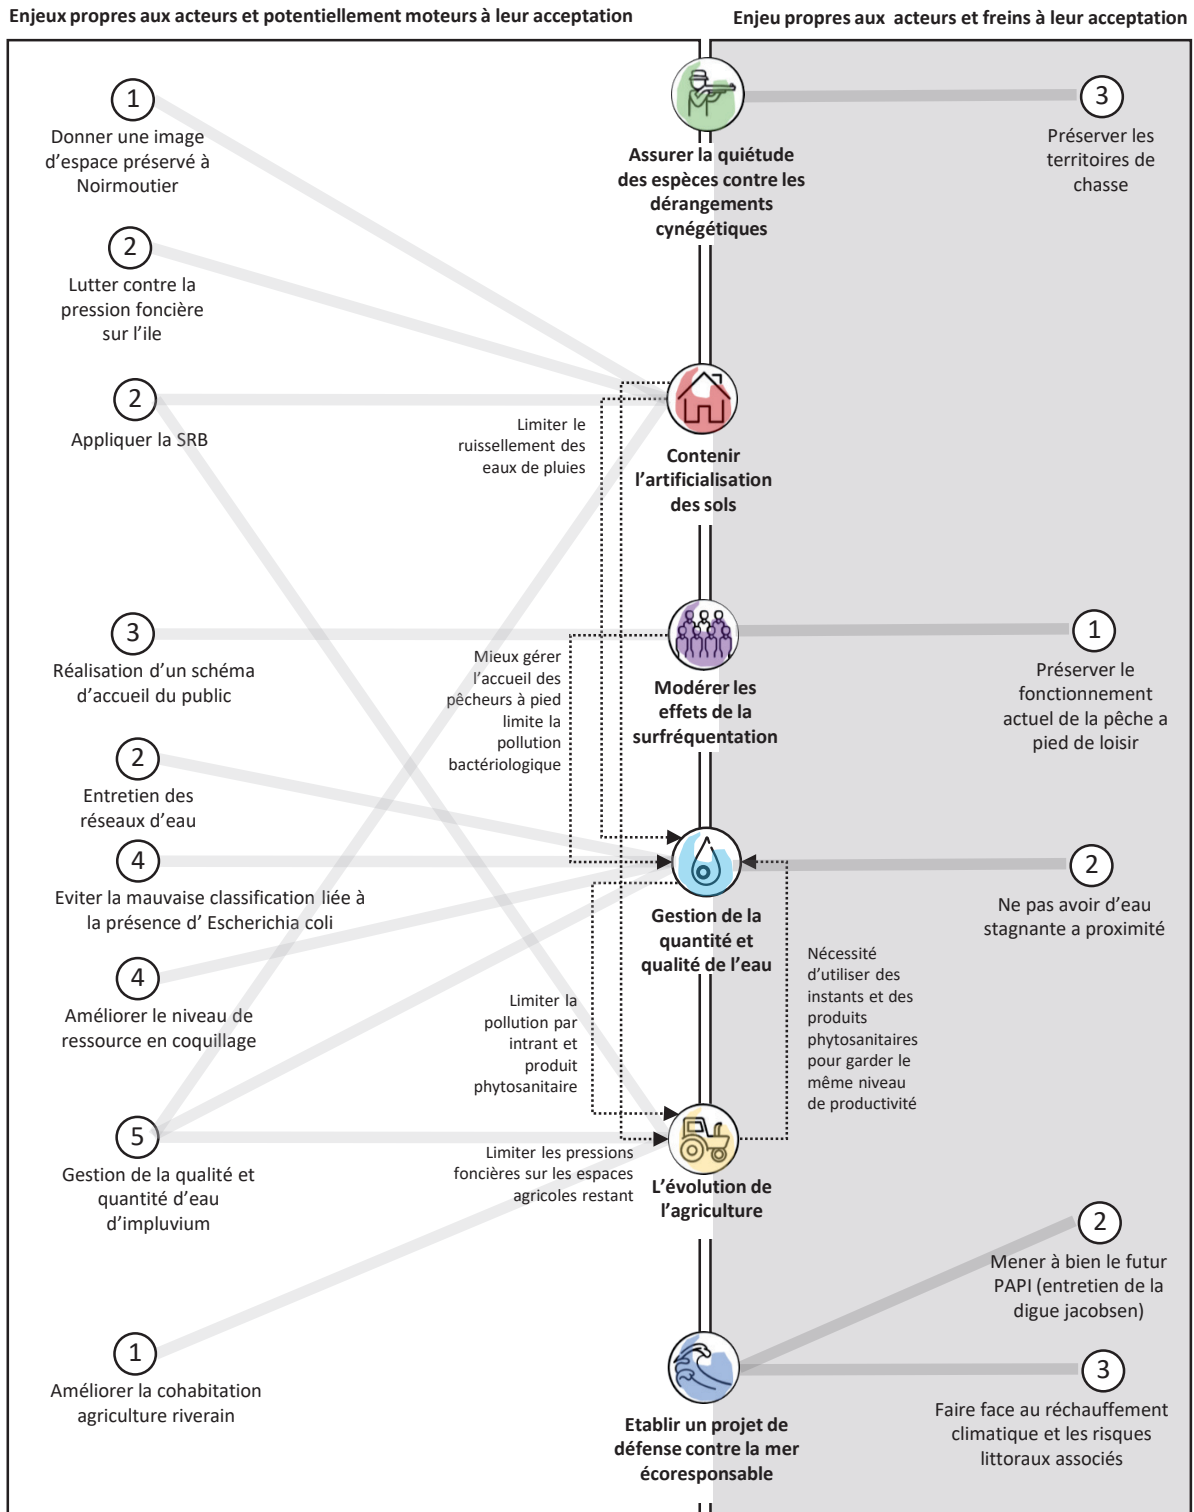 Enjeux propres aux acteurs et potentiellement moteurs à leur acceptation
Enjeu propres aux acteurs et freins à leur acceptation
1
Donner une image
d'espace préservé à
Noirmoutier
Assurer la quiétude
des espèces contre les
dérangements
cynégétiques
3
Préserver les
territoires de
chasse
2
Lutter contre la
pression foncière
sur l'ile
2
Appliquer la SRB
Limiter le
ruissellement des
eaux de pluies
Contenir
l'artificialisation
des sols
3
Réalisation d'un schéma
d'accueil du public
Mieux gérer
l'accueil des
pêcheurs à pied
limite la
pollution
bactériologique
Modérer les
effets de la
surfréquentation
1
Préserver le
fonctionnement
actuel de la pêche a
pied de loisir
2
Entretien des
réseaux d'eau
4
Eviter la mauvaise classification liée à
la présence d' Escherichia coli
Gestion de la
quantité et
qualité de l'eau
2
Ne pas avoir d'eau
stagnante a proximité
4
Améliorer le niveau de
ressource en coquillage
Limiter la
pollution par
intrant et
produit
phytosanitaire
Nécessité
d'utiliser des
instants et des
produits
phytosanitaires
pour garder le
même niveau
de productivité
5
Gestion de la qualité et
quantité d'eau
d'impluvium
Limiter les pressions
foncières sur les espaces
agricoles restant
L'évolution de
l'agriculture
2
Mener à bien le futur
PAPI (entretien de la
digue jacobsen)
1
Améliorer la cohabitation
agriculture riverain
Etablir un projet de
défense contre la mer
écoresponsable
3
Faire face au réchauffement
climatique et les risques
littoraux associés